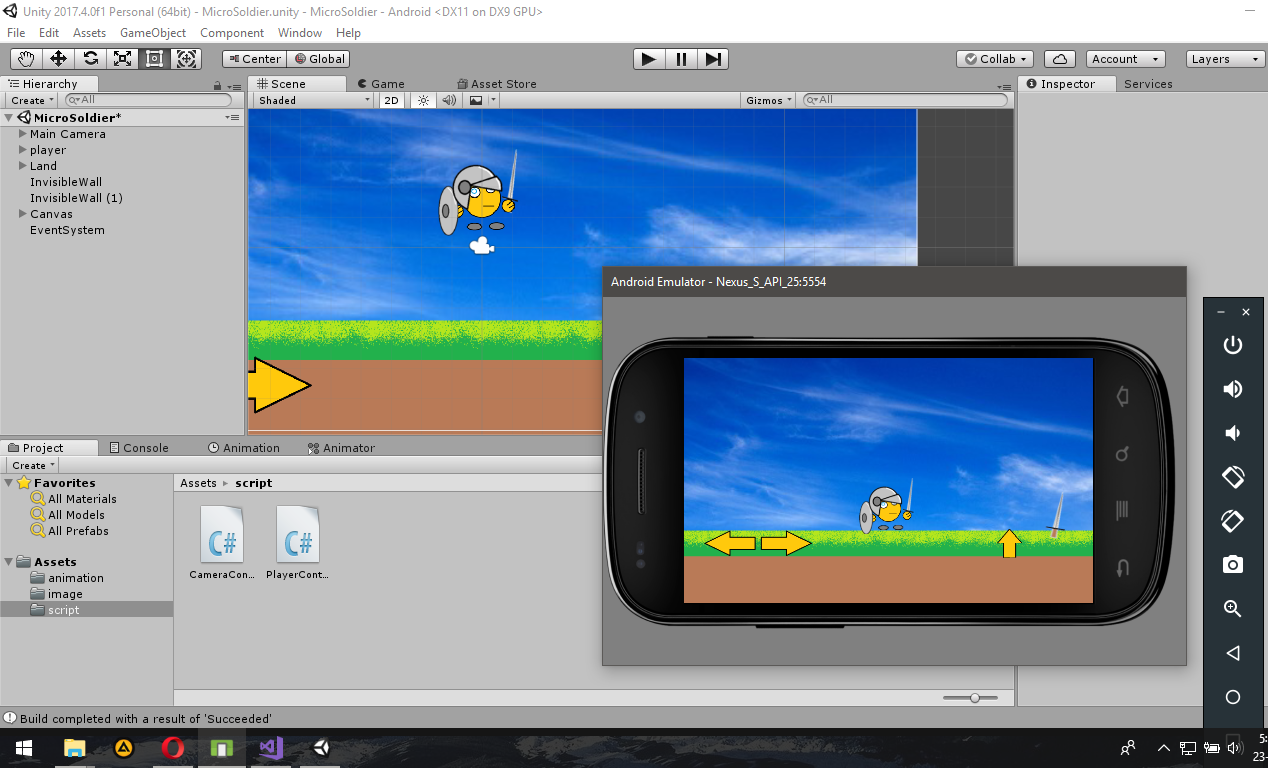 Unity 2017.4.0f1 Personal (64bit) - MicroSoldier.unity - MicroSoldier - Android <DX11 on DX9 GPU>
File Edit Assets GameObject Component Window Help
Center Global Collab Account Layers
Hierarchy Scene Game Asset Store Inspector Services
Create All Shaded 2D Gizmos All
MicroSoldier*
Main Camera
player
Land
InvisibleWall
InvisibleWall (1)
Canvas
EventSystem
Android Emulator - Nexus_S_API_25:5554
Project Console Animation Animator
Create
Favorites
All Materials
All Models
All Prefabs
Assets
animation
image
script
Assets script
C# C#
CameraCon... PlayerCont...
Build completed with a result of 'Succeeded'
5:
23-